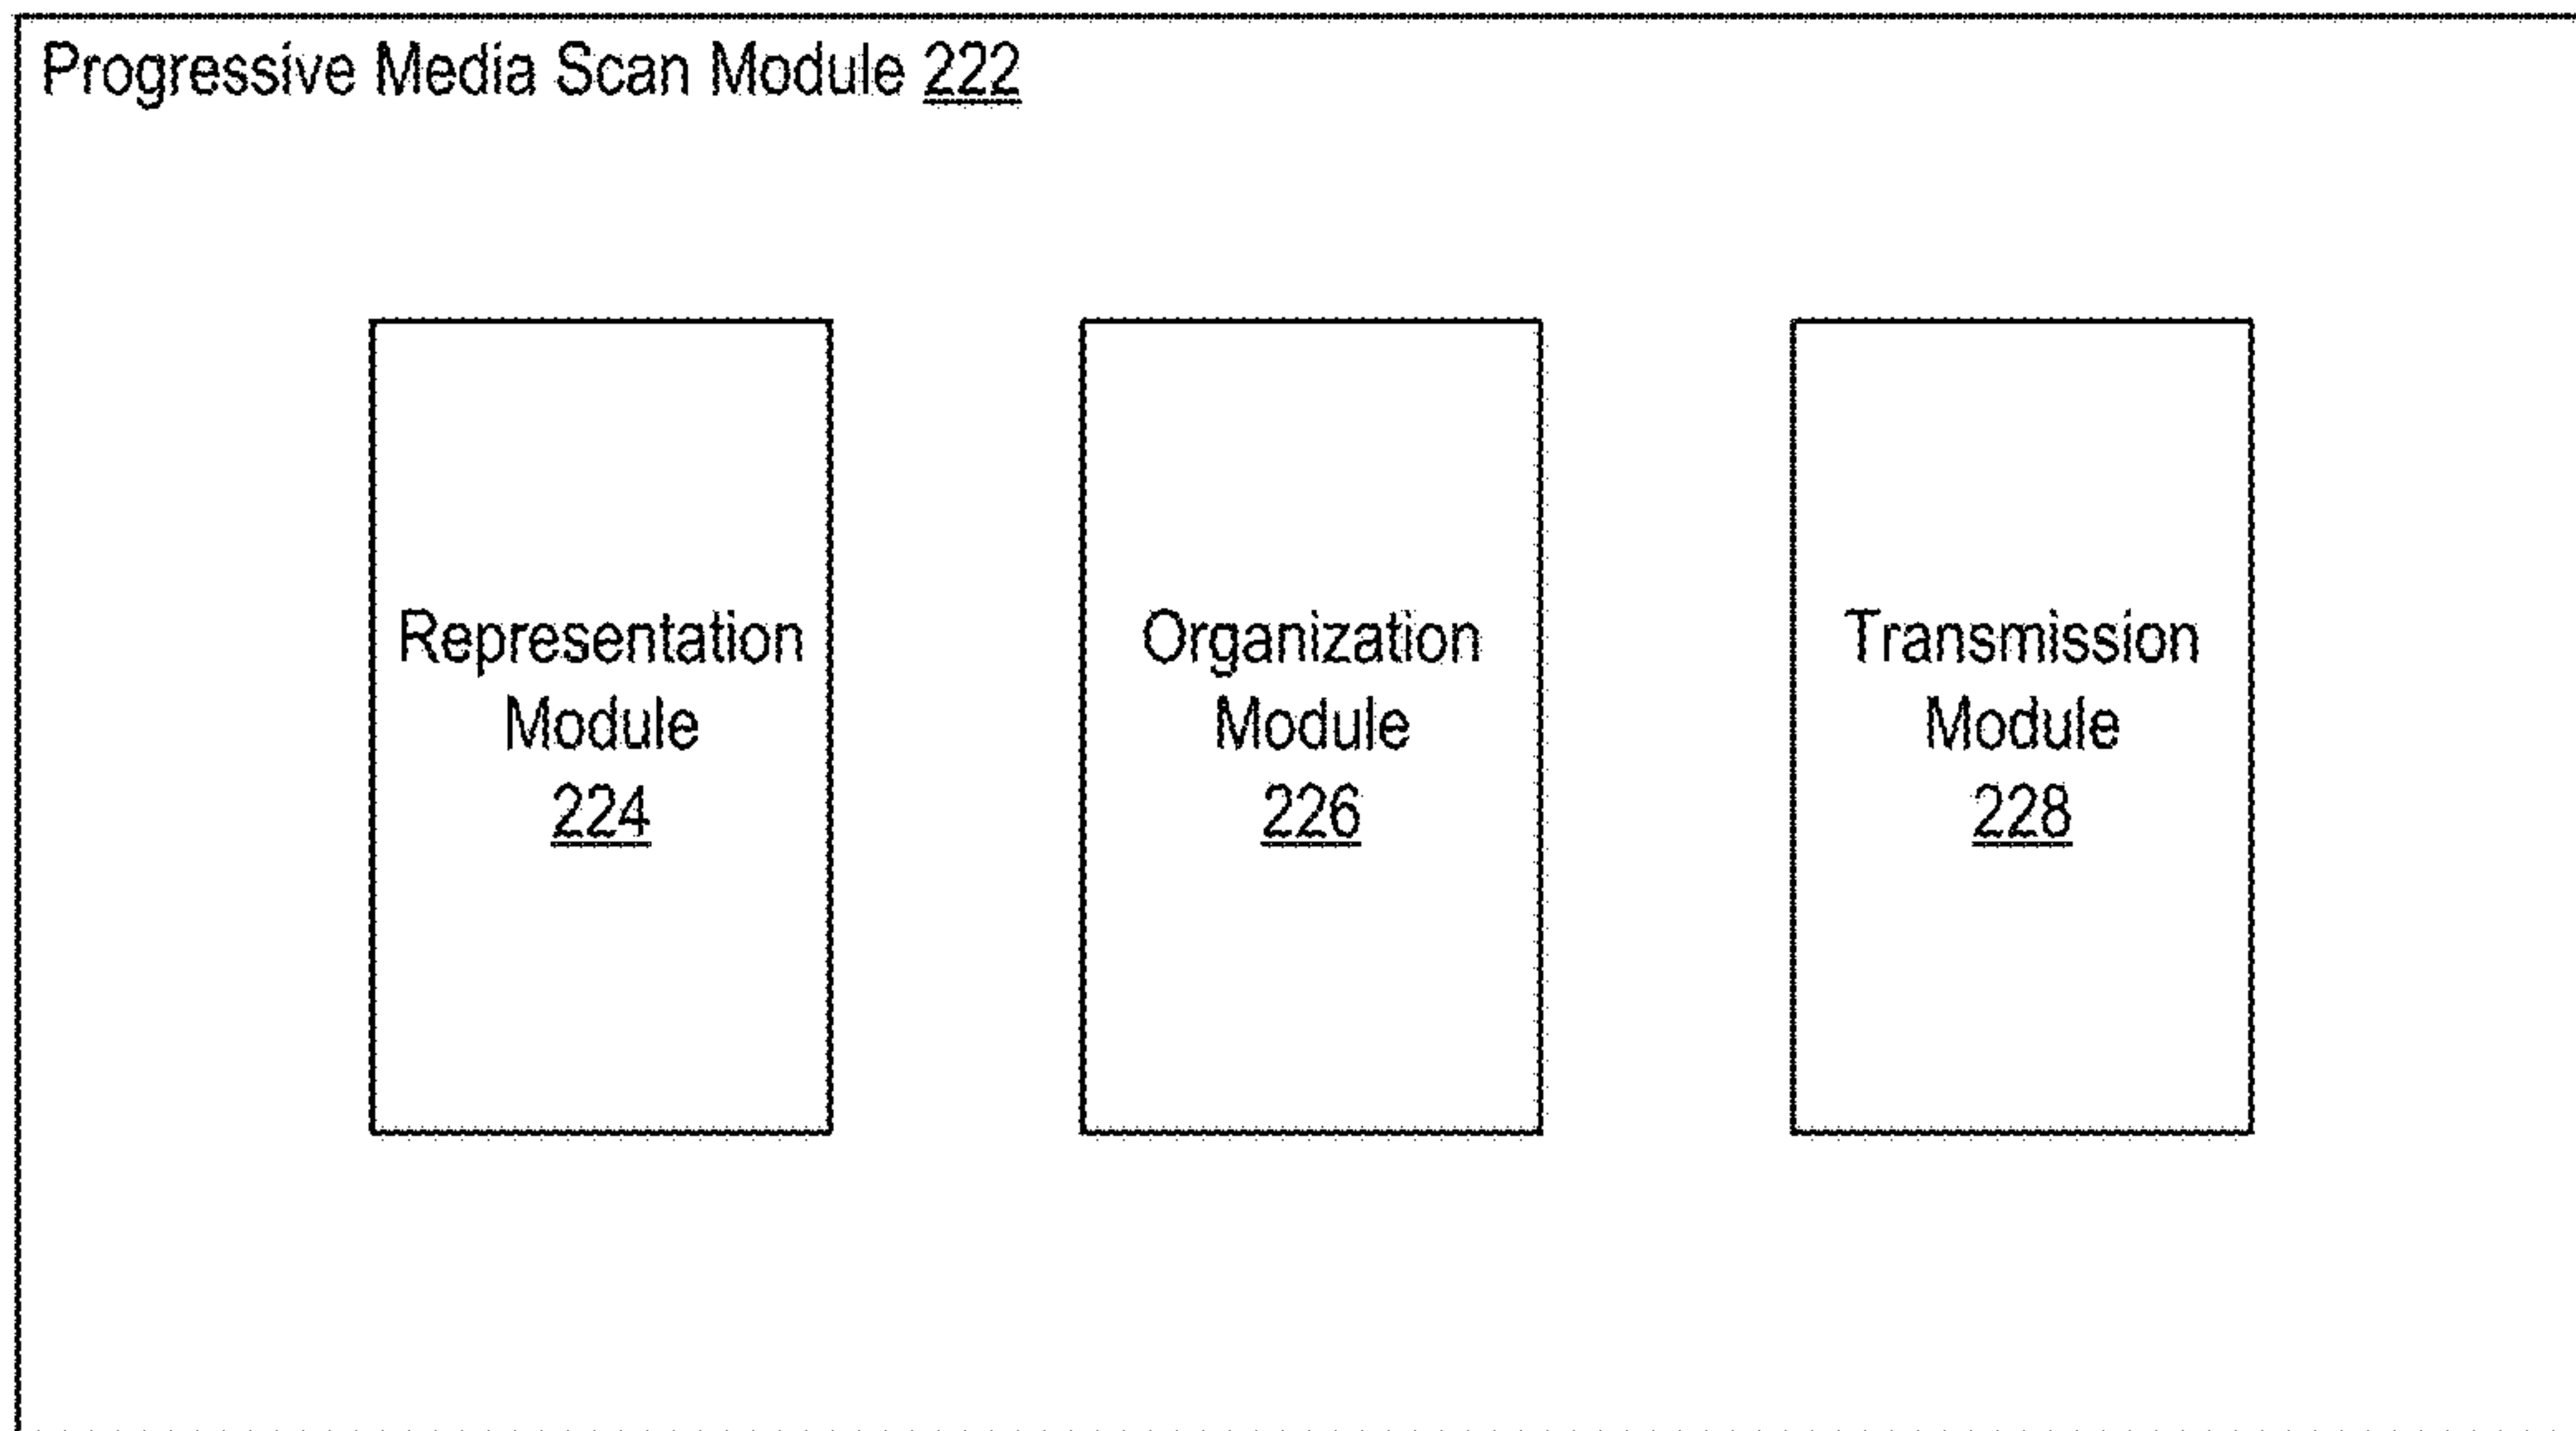 Progressive Media Scan Module 222
Representation
Module
224
Organization
Module
226
Transmission
Module
228